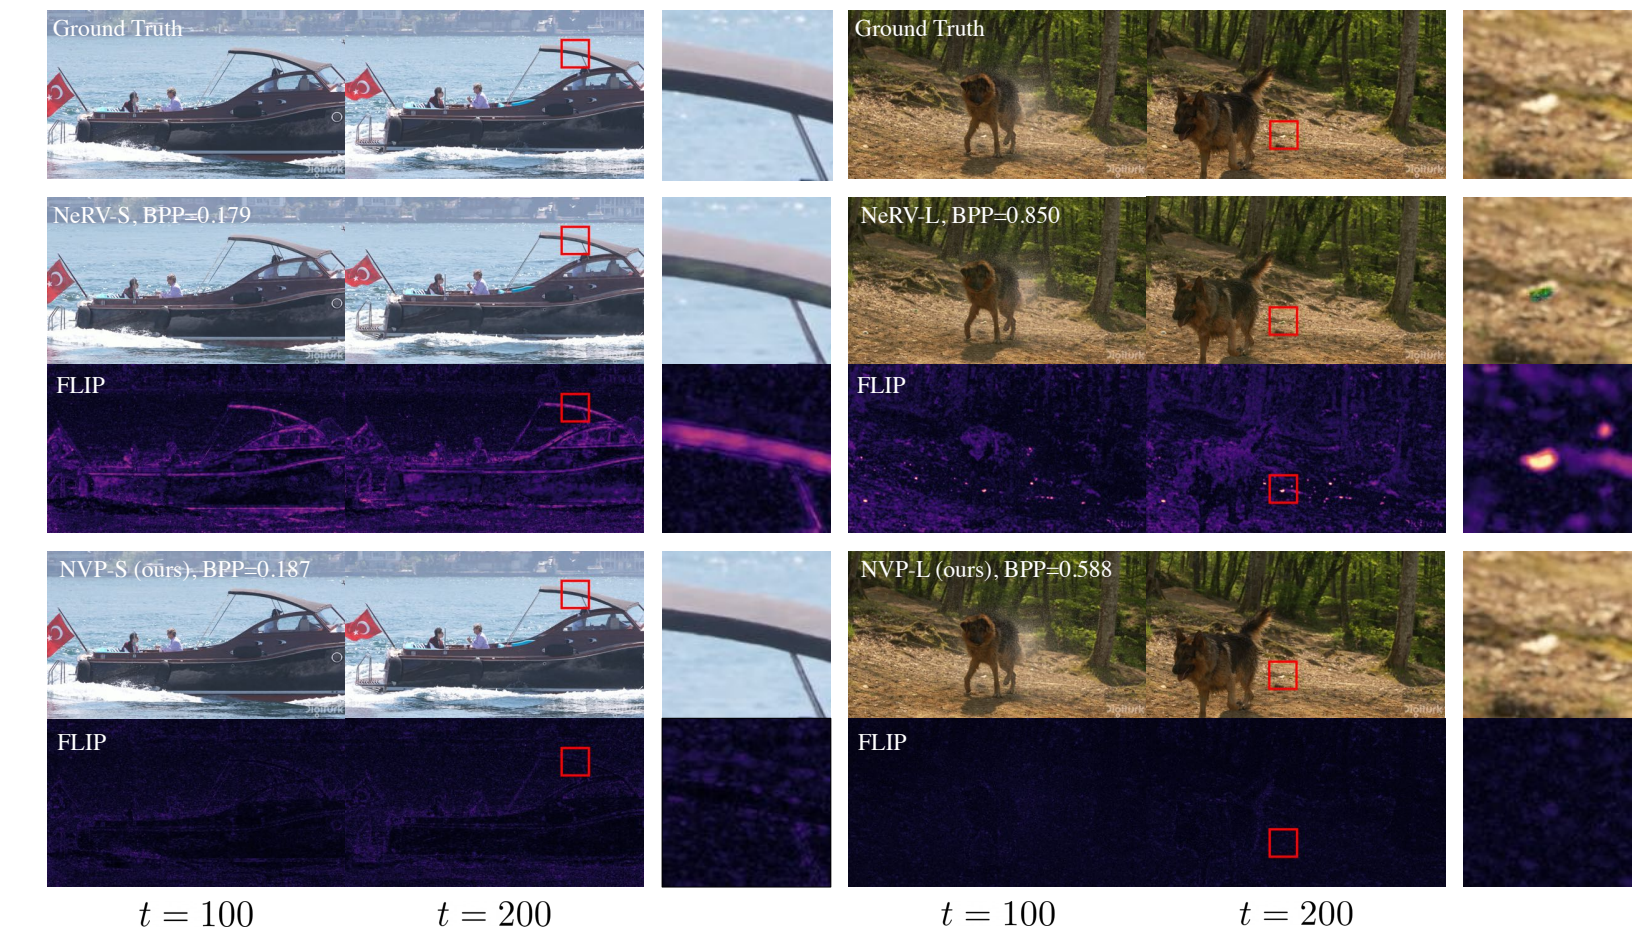 Ground Truth
Ground Truth
NeRV-S, BPP=0.179
NeRV-L, BPP=0.850
FLIP
FLIP
NVP-S (ours), BPP=0.187
NVP-L (ours), BPP=0.588
FLIP
FLIP
t = 100
t = 200
t = 100
t = 200